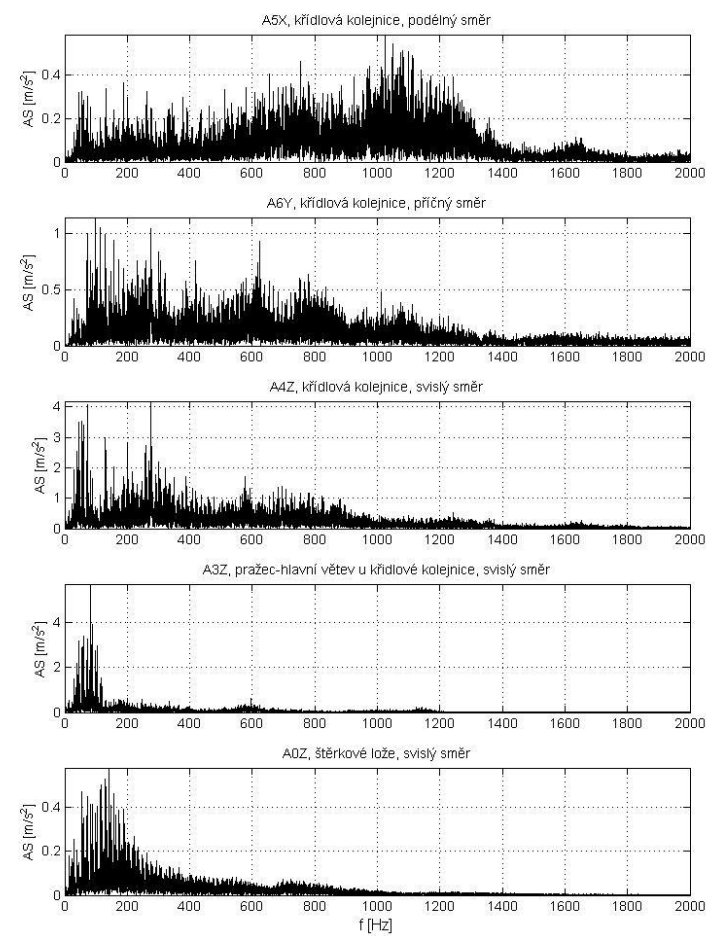 A5X, křídlová kolejnice, podélný směr
AS [m/s²]
0.4
0.2
0
0 200 400 600 800 1000 1200 1400 1600 1800 2000
A6Y, křídlová kolejnice, příčný směr
AS [m/s²]
1
0.5
0
0 200 400 600 800 1000 1200 1400 1600 1800 2000
A4Z, křídlová kolejnice, svislý směr
AS [m/s²]
4
3
2
1
0
0 200 400 600 800 1000 1200 1400 1600 1800 2000
A3Z, pražec-hlavní větev u křidlové kolejnice, svislý směr
AS [m/s²]
4
2
0
0 200 400 600 800 1000 1200 1400 1600 1800 2000
A0Z, štěrkové lože, svislý směr
AS [m/s²]
0.4
0.2
0
0 200 400 600 800 1000 1200 1400 1600 1800 2000
f [Hz]